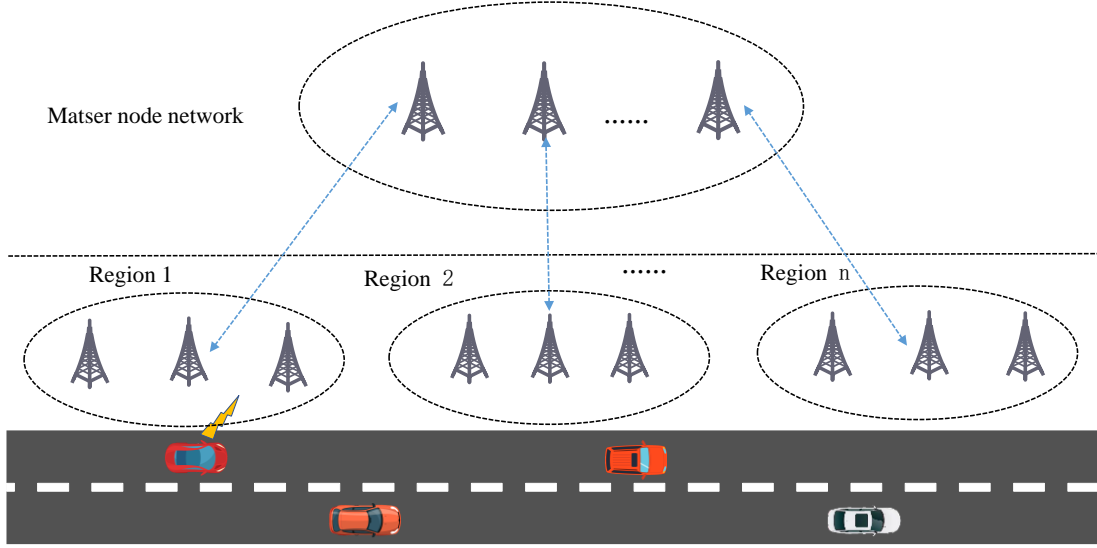 Matser node network
......
Region 1
Region 2
......
Region n